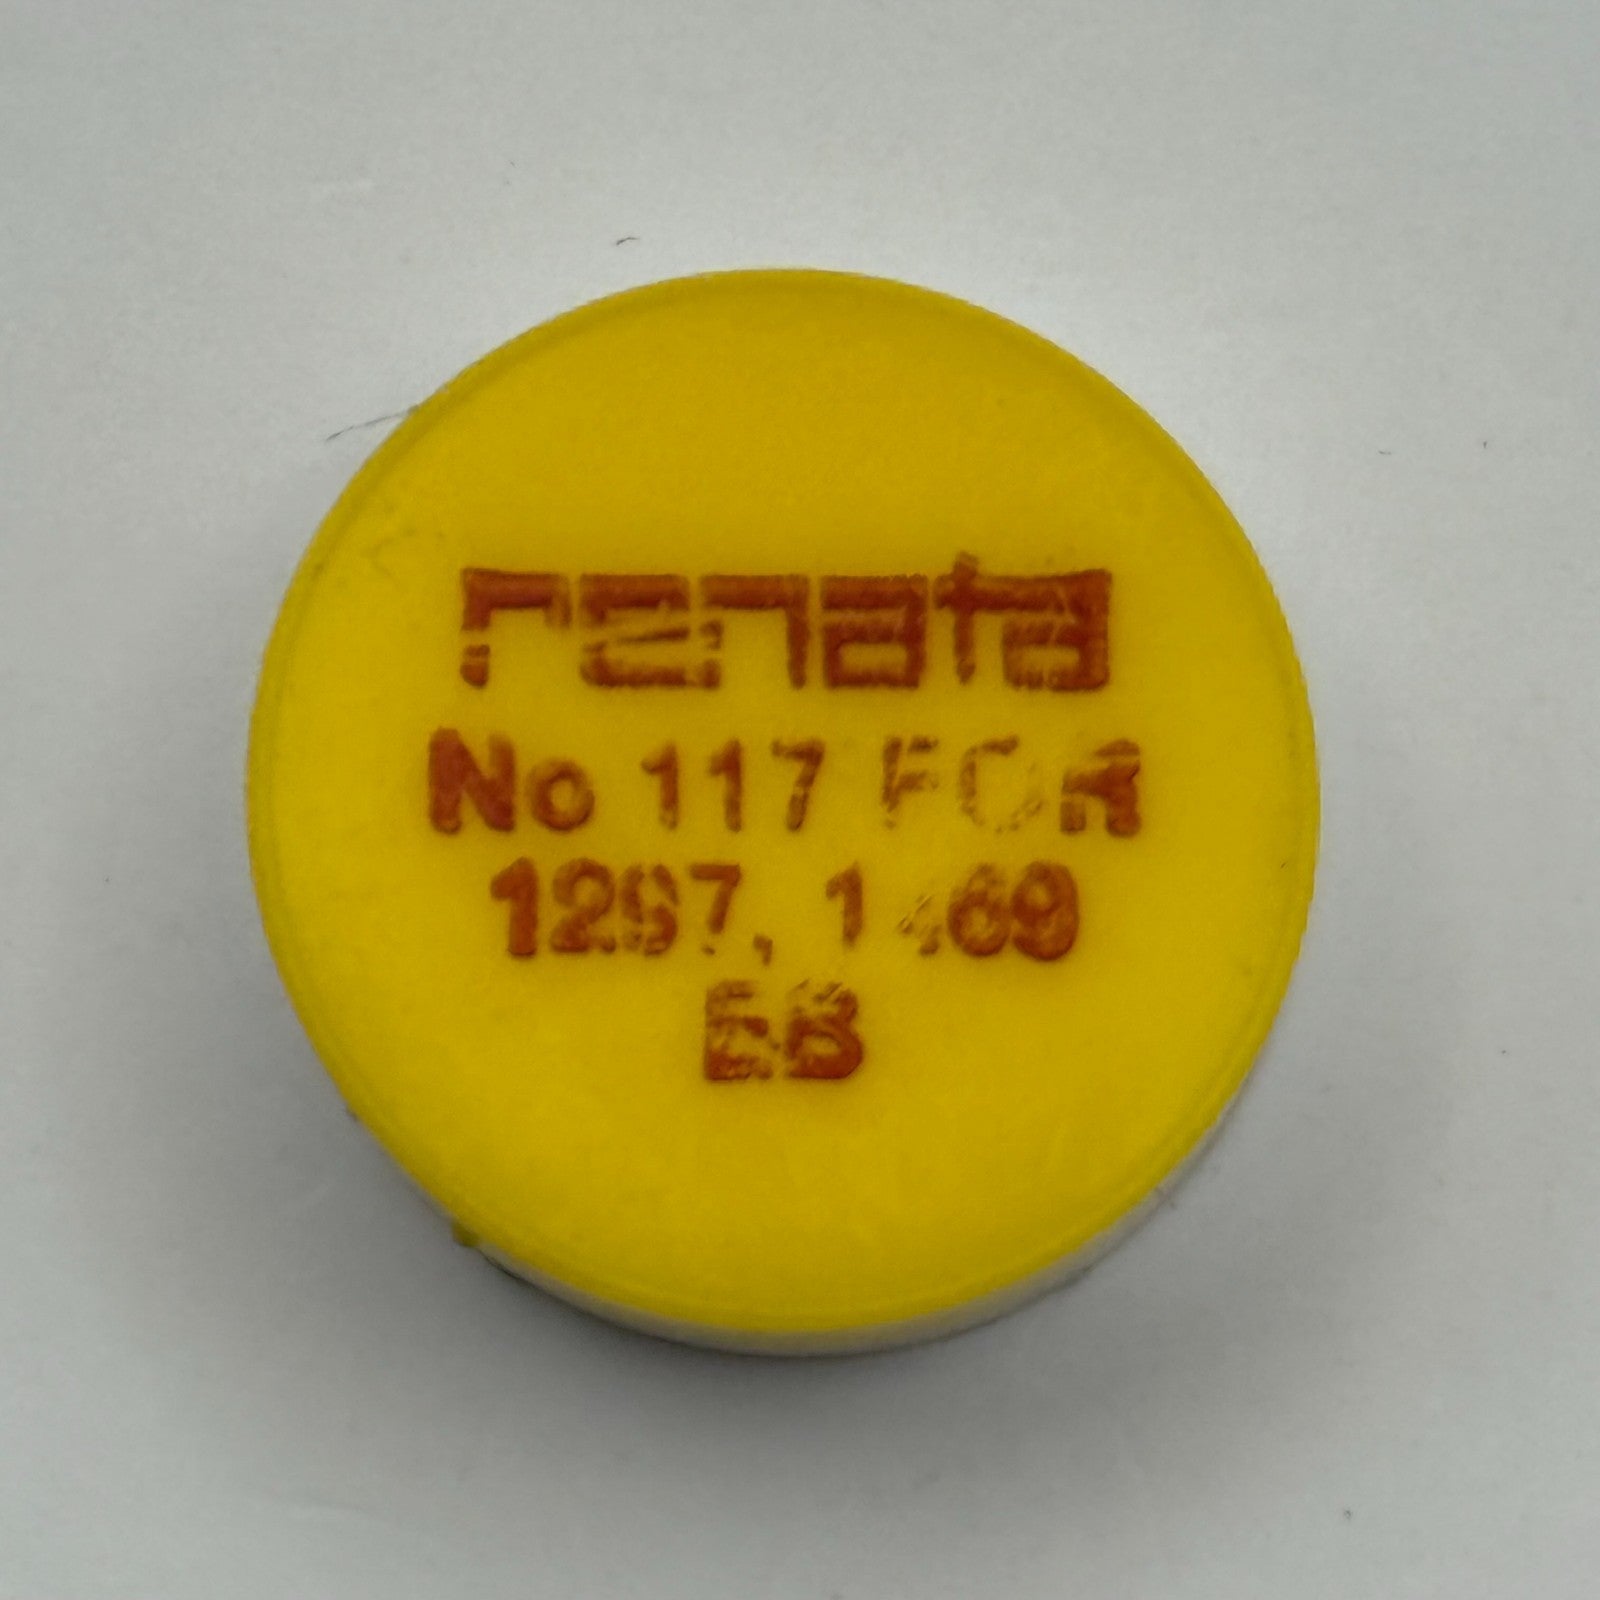 renata
No 117 FOR
1297, 1469
EB